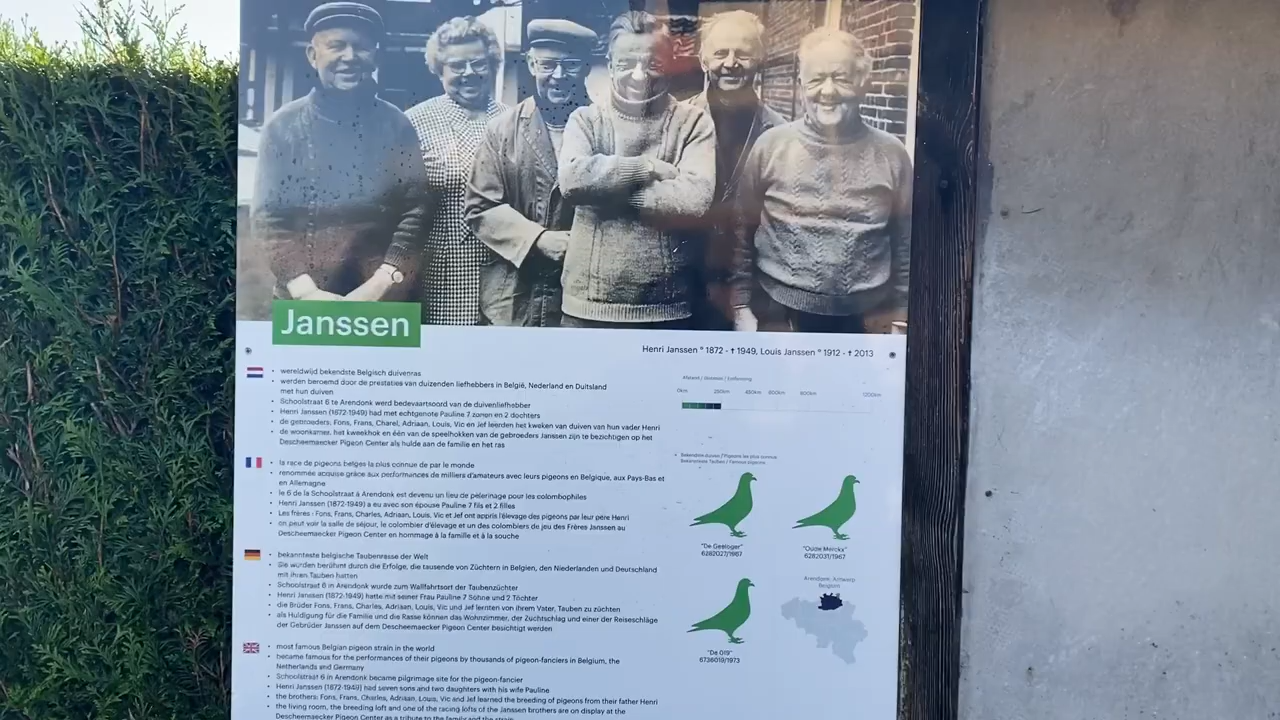 Janssen
Henri Janssen ° 1872 - † 1949, Louis Janssen ° 1912 - † 2013
• wereldwijd bekendste Belgisch duivenras
• werden beroemd door de prestaties van duizenden liefhebbers in België, Nederland en Duitsland
met hun duiven
• Schoolstraat 6 te Arendonk werd bedevaartsoord van de duivenliefhebber
• Henri Janssen (1872-1949) had met echtgenote Pauline 7 zonen en 2 dochters
• de gebroeders, Fons, Frans, Charel, Adriaan, Louis, Vic en Jef leerden het kweken van duiven van hun vader Henri
• de woonkamer, het kweekhok en één van de speelhokken van de gebroeders Janssen zijn te bezichtigen op het
Descheemaecker Pigeon Center als hulde aan de familie en het ras
• la race de pigeons belges la plus connue de par le monde
• renommée acquise grâce aux performances de milliers d'amateurs avec leurs pigeons en Belgique, aux Pays-Bas et
en Allemagne
• le 6 de la Schoolstraat à Arendonk est devenu un lieu de pèlerinage pour les colombophiles
• Henri Janssen (1872-1949) a eu avec son épouse Pauline 7 fils et 2 filles
• Les frères : Fons, Frans, Charles, Adriaan, Louis, Vic et Jef ont appris l'élevage des pigeons par leur père Henri
• on peut voir la salle de séjour, le colombier d'élevage et un des colombiers de jeu des Frères Janssen au
Descheemaecker Pigeon Center en hommage à la famille et à la souche
• bekannteste belgische Taubenrasse der Welt
• Sie wurden berühmt durch die Erfolge, die tausende von Züchtern in Belgien, den Niederlanden und Deutschland
mit ihren Tauben hatten
• Schoolstraat 6 in Arendonk wurde zum Wallfahrtsort der Taubenzüchter
• Henri Janssen (1872-1949) hatte mit seiner Frau Pauline 7 Söhne und 2 Töchter
• die Brüder Fons, Frans, Charles, Adriaan, Louis, Vic und Jef lernten von ihrem Vater, Tauben zu züchten
• als Huldigung für die Familie und die Rasse können das Wohnzimmer, der Zuchtschlag und einer der Reiseschläge
der Gebrüder Janssen auf dem Descheemaecker Pigeon Center besichtigt werden
• most famous Belgian pigeon strain in the world
• became famous for the performances of their pigeons by thousands of pigeon-fanciers in Belgium, the
Netherlands and Germany
• Schoolstraat 6 in Arendonk became pilgrimage site for the pigeon-fancier
• Henri Janssen (1872-1949) had seven sons and two daughters with his wife Pauline
• the brothers: Fons, Frans, Charles, Adriaan, Louis, Vic and Jef learned the breeding of pigeons from their father Henri
• the living room, the breeding loft and one of the racing lofts of the Janssen brothers are on display at the
Descheemaecker Pigeon Center as a tribute to the family and the strain
Afstand / distance / Entfernung
0km 250km 450km 600km 800km 1200km
Bekendste duiven / Pigeons les plus connus
Bekannteste Tauben / Famous pigeons
"De Geeloger"
6282027/1967
"Oude Merckx"
6282031/1967
"De 019"
6736019/1973
Arendonk, Antwerp
Belgium